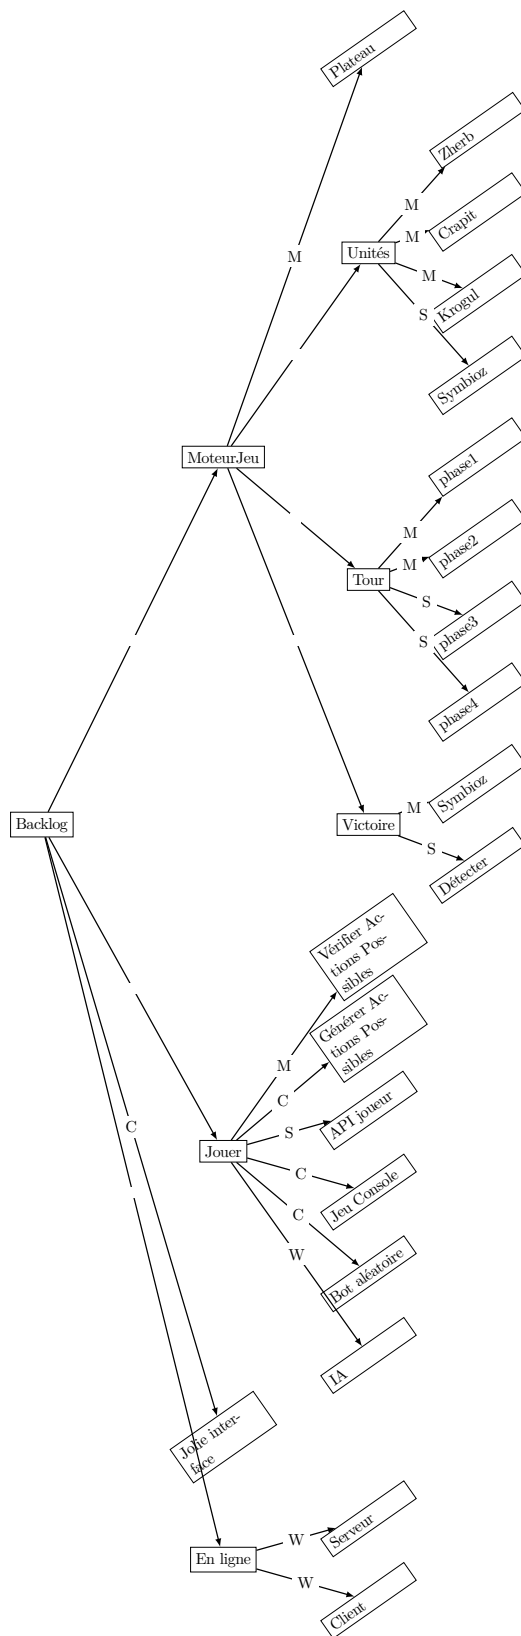 Plateau
Zherb
M
Crapit
M
Unités
M
M
Krogul
S
Symbioz
MoteurJeu
phase1
M
phase2
M
Tour
S
phase3
S
phase4
Symbioz
M
Backlog
Victoire
S
Détecter
Vérifier Ac-
tions Pos-
sibles
Générer Ac-
tions Pos-
sibles
M
C
API joueur
C
S
Jouer
C
Jeu Console
C
W
Bot aléatoire
IA
Jolie inter-
face
Serveur
W
En ligne
W
Client